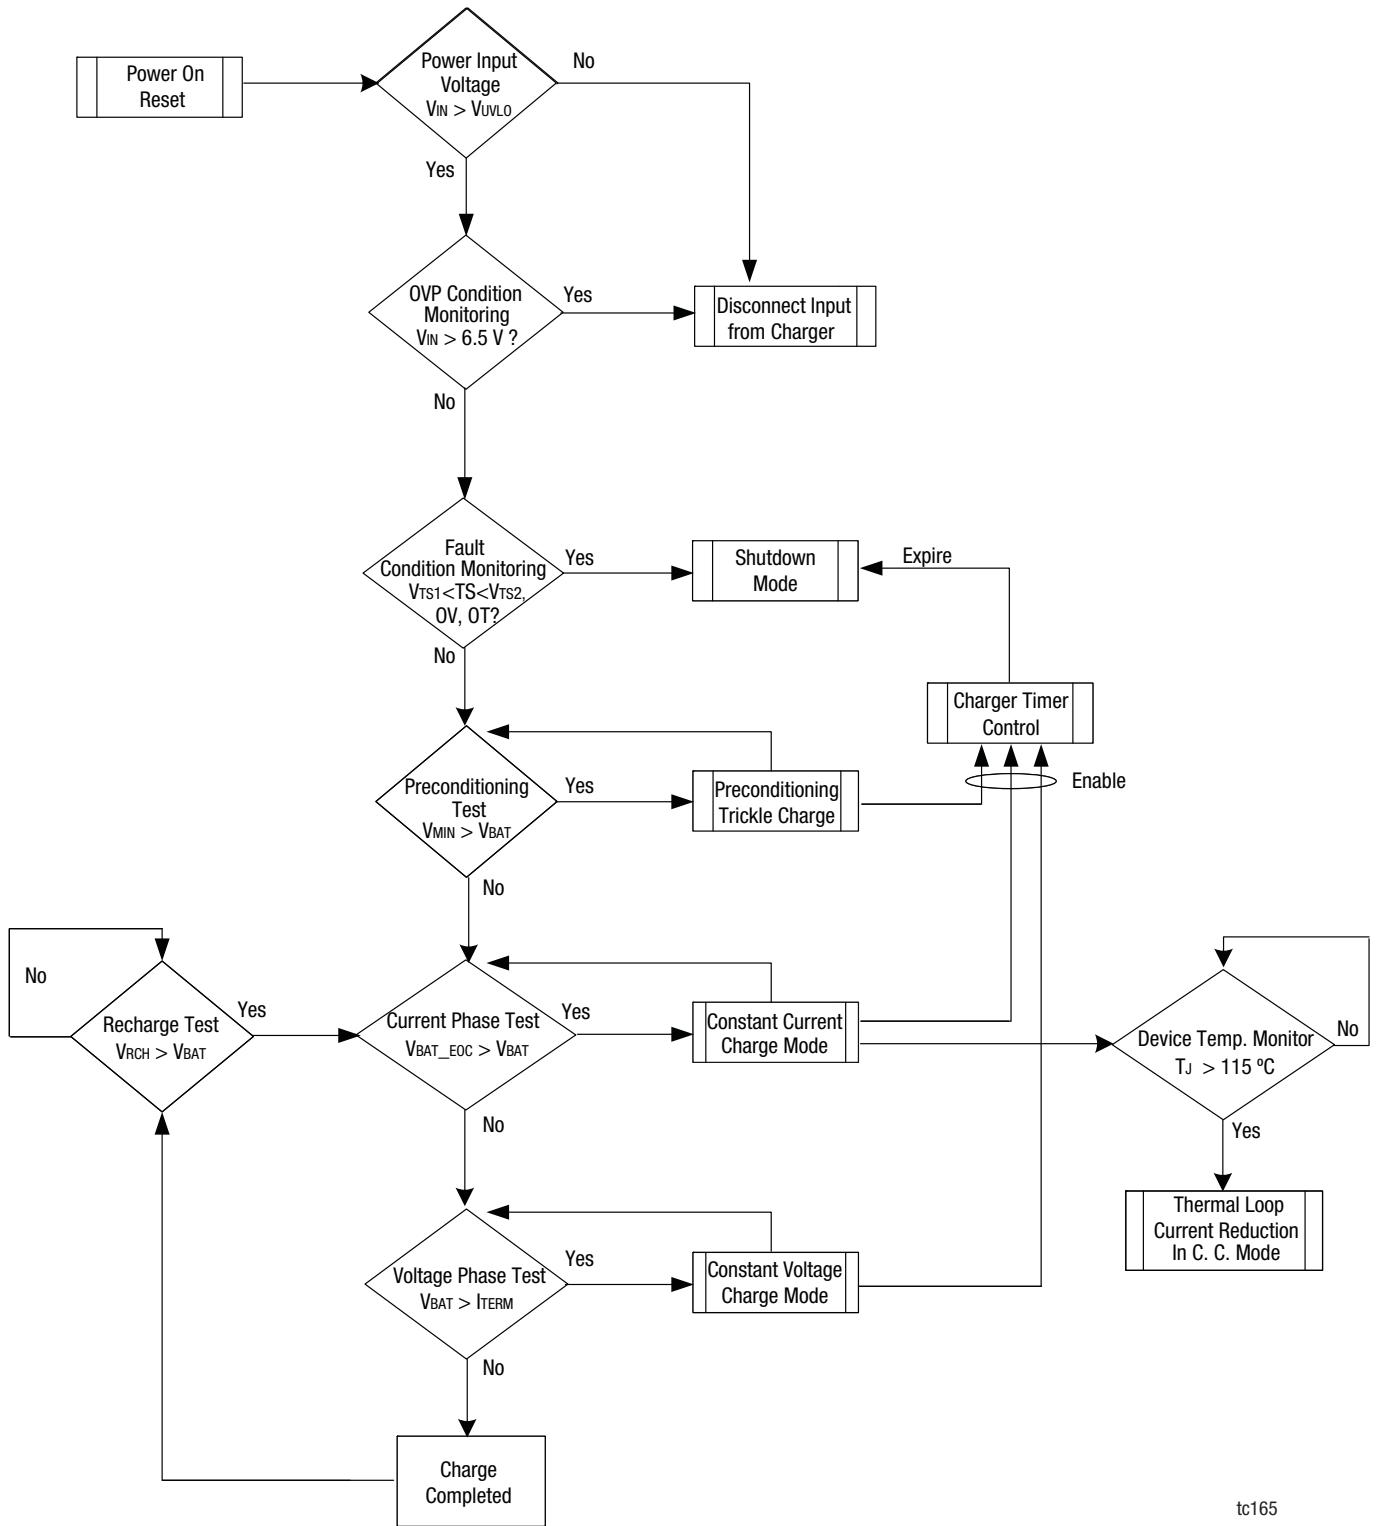 Power On
Reset
Power Input
Voltage
VIN > VUVLO
No
Yes
OVP Condition
Monitoring
VIN > 6.5 V ?
Yes
Disconnect Input
from Charger
No
Fault
Condition Monitoring
VTS1<TS<VTS2,
OV, OT?
Yes
Shutdown
Mode
Expire
No
Charger Timer
Control
Enable
Preconditioning
Test
VMIN > VBAT
Yes
Preconditioning
Trickle Charge
No
No
Recharge Test
VRCH > VBAT
Yes
Current Phase Test
VBAT_EOC > VBAT
Yes
Constant Current
Charge Mode
Device Temp. Monitor
TJ > 115 ºC
No
No
Yes
Thermal Loop
Current Reduction
In C. C. Mode
Voltage Phase Test
VBAT > ITERM
Yes
Constant Voltage
Charge Mode
No
Charge
Completed
tc165